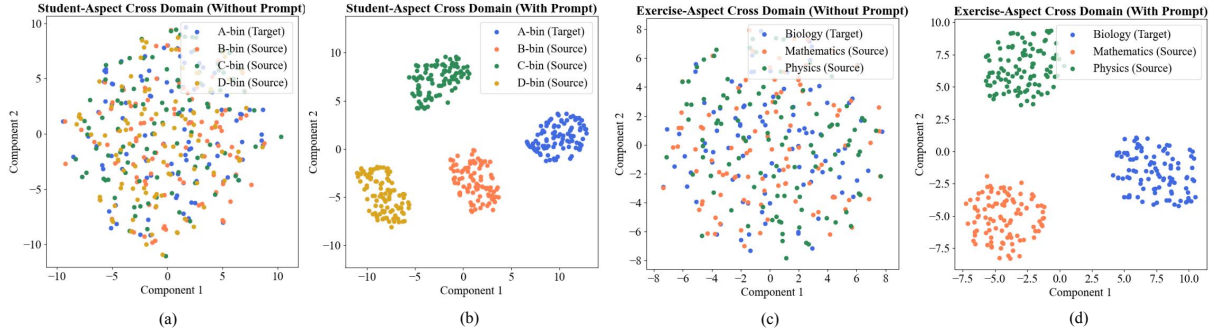 Student-Aspect Cross Domain (Without Prompt)
A-bin (Target)
B-bin (Source)
C-bin (Source)
D-bin (Source)
Component 2
10
5
0
−5
−10
−10
−5
0
5
10
Component 1
(a)
Student-Aspect Cross Domain (With Prompt)
A-bin (Target)
B-bin (Source)
C-bin (Source)
D-bin (Source)
Component 2
15
10
5
0
−5
−10
−10
−5
0
5
10
Component 1
(b)
Exercise-Aspect Cross Domain (Without Prompt)
Biology (Target)
Mathematics (Source)
Physics (Source)
Component 2
8
6
4
2
0
−2
−4
−6
−8
−8
−6
−4
−2
0
2
4
6
8
Component 1
(c)
Exercise-Aspect Cross Domain (With Prompt)
Biology (Target)
Mathematics (Source)
Physics (Source)
Component 2
10.0
7.5
5.0
2.5
0.0
−2.5
−5.0
−7.5
−7.5
−5.0
−2.5
0.0
2.5
5.0
7.5
10.0
Component 1
(d)